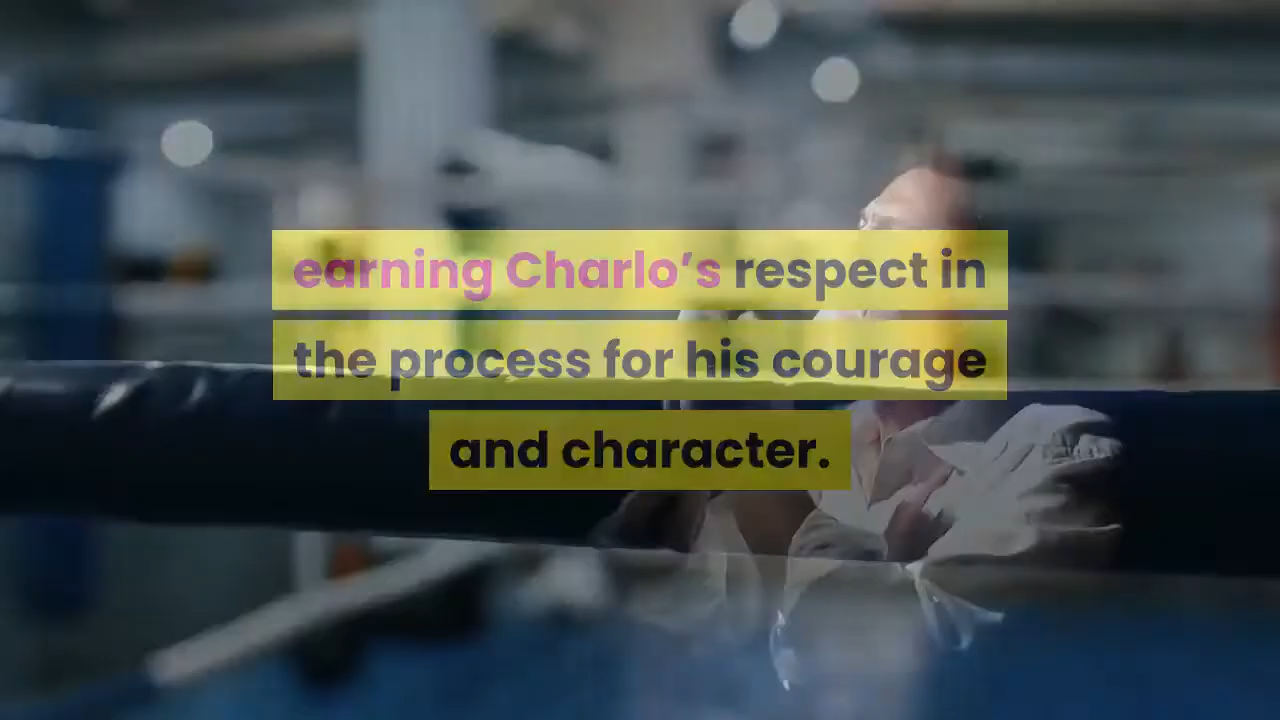 earning Charlo’s respect in
the process for his courage
and character.